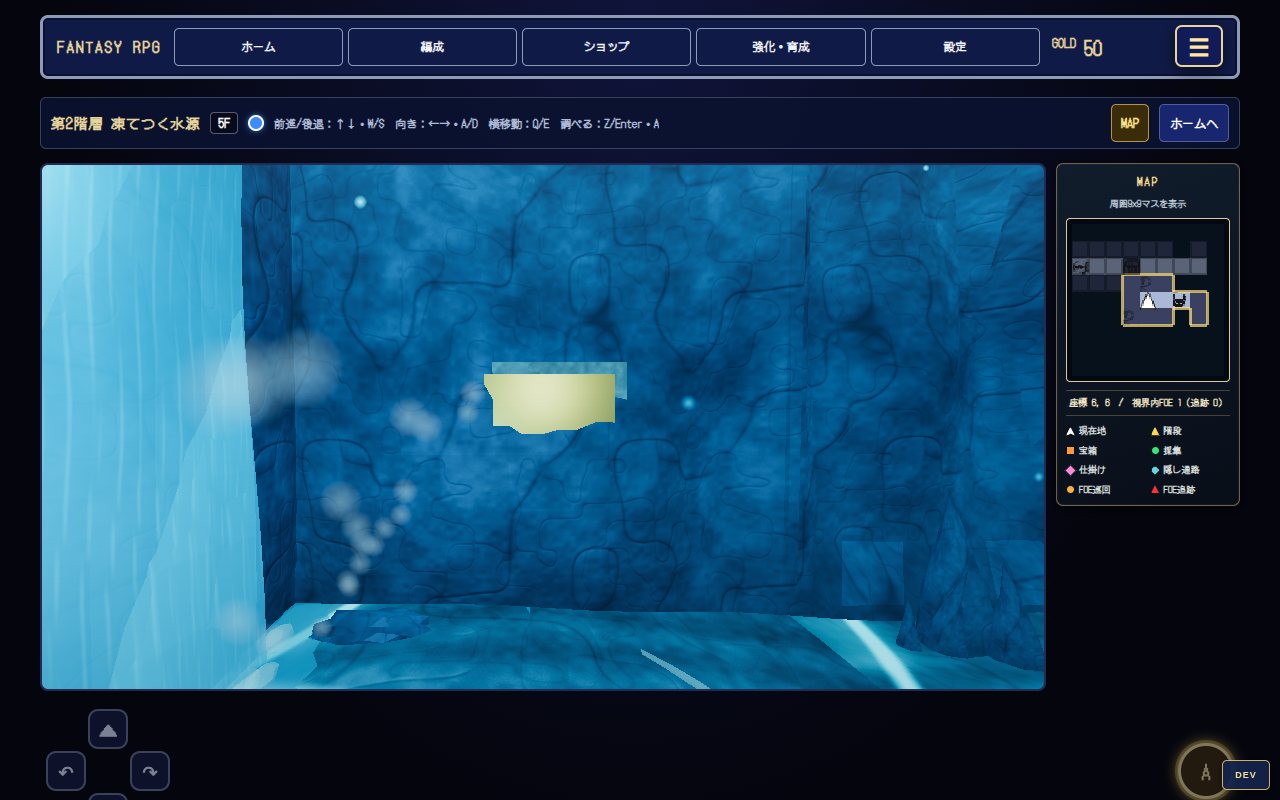 FANTASY RPG
ホーム
編成
ショップ
強化・育成
設定
GOLD 50
第2階層 凍てつく水源
5F
前進/後退：↑↓・W/S 向き：←→・A/D 横移動：Q/E 調べる：Z/Enter・A
MAP
ホームへ
MAP
周囲9x9マスを表示
座標 6, 6 / 視界内FOE 1 (追跡 0)
現在地
階段
宝箱
採集
仕掛け
隠し通路
FOE巡回
FOE追跡
A
DEV